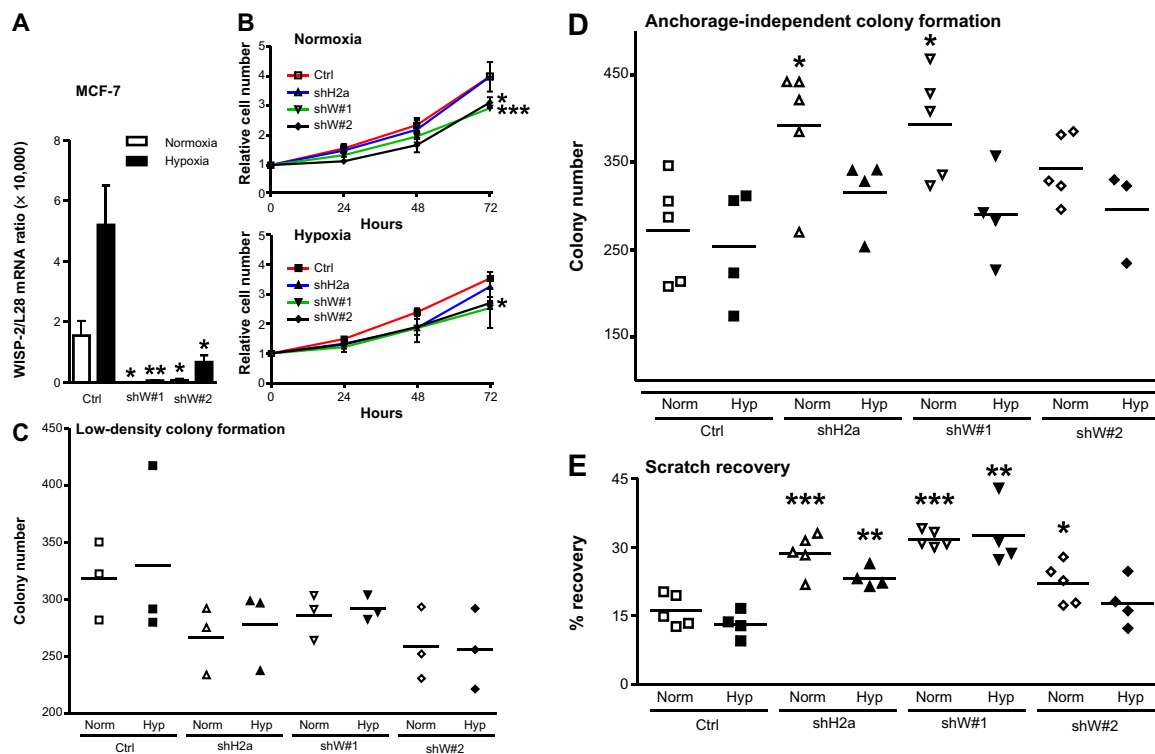 A
MCF-7
Normoxia
Hypoxia
WISP-2/L28 mRNA ratio (× 10,000)
8
6
4
2
0
* ** * *
Ctrl shW#1 shW#2
B
Normoxia
Ctrl
shH2a
shW#1
shW#2
Relative cell number
5
4
3
2
1
0
*
***
0 24 48 72
Hours
Hypoxia
Ctrl
shH2a
shW#1
shW#2
Relative cell number
5
4
3
2
1
0
*
0 24 48 72
Hours
C
Low-density colony formation
Colony number
450
400
350
300
250
200
Norm Hyp Norm Hyp Norm Hyp Norm Hyp
Ctrl shH2a shW#1 shW#2
D
Anchorage-independent colony formation
Colony number
450
350
250
150
* *
Norm Hyp Norm Hyp Norm Hyp Norm Hyp
Ctrl shH2a shW#1 shW#2
E
Scratch recovery
% recovery
45
30
15
0
*** ** *** ** *
Norm Hyp Norm Hyp Norm Hyp Norm Hyp
Ctrl shH2a shW#1 shW#2